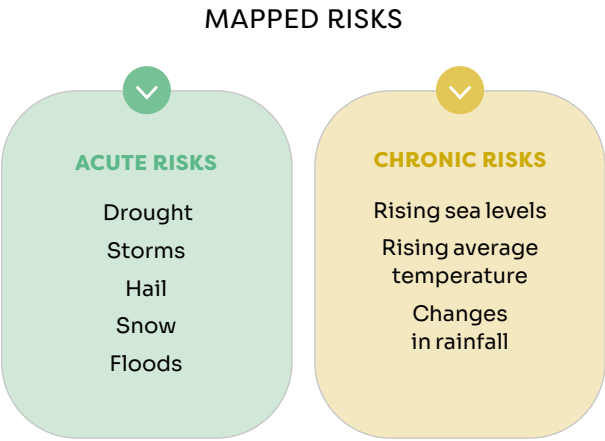 MAPPED RISKS
ACUTE RISKS
Drought
Storms
Hail
Snow
Floods
CHRONIC RISKS
Rising sea levels
Rising average
temperature
Changes
in rainfall